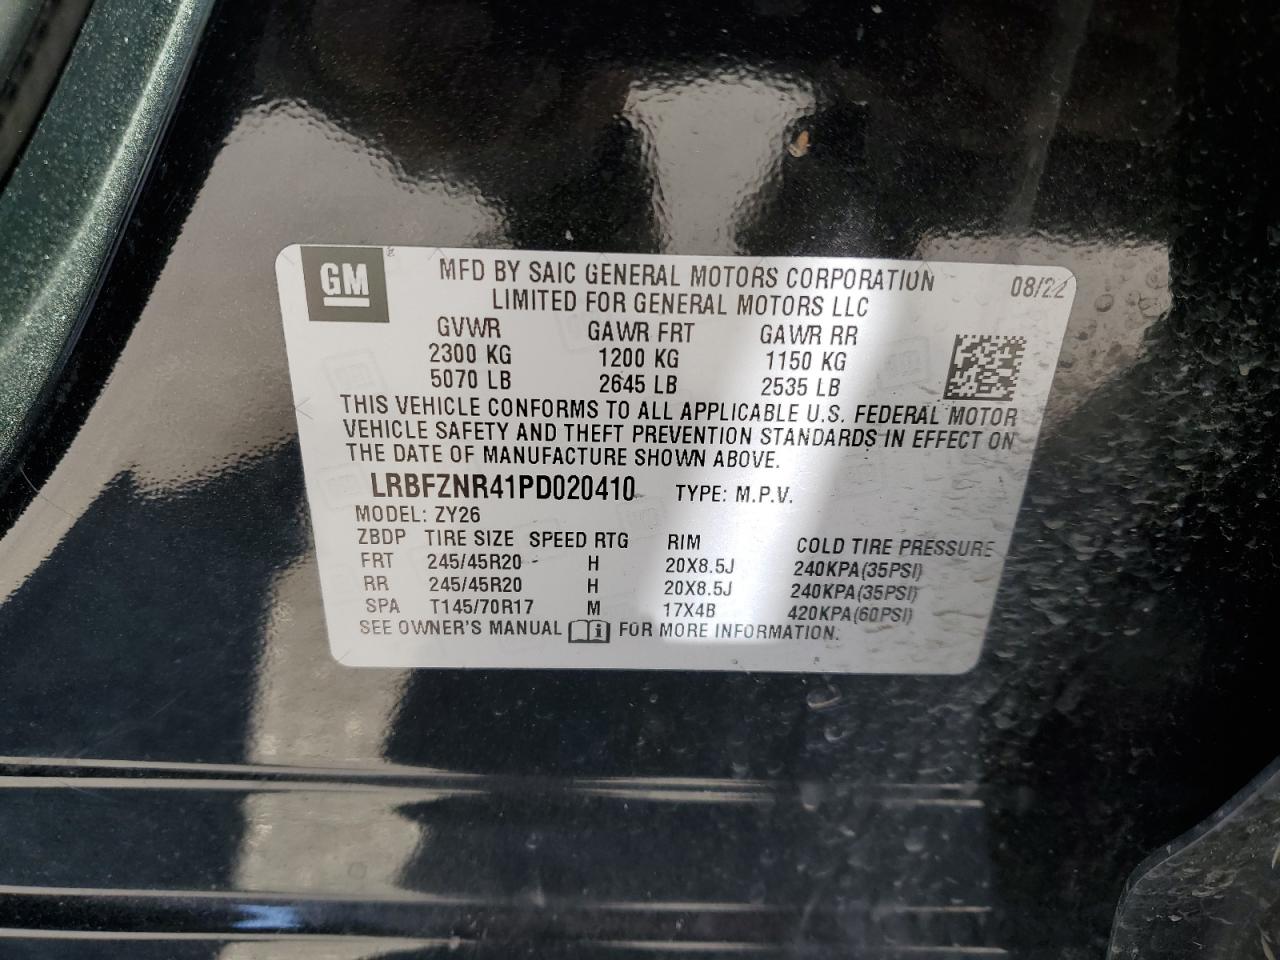 GM
MFD BY SAIC GENERAL MOTORS CORPORATION 08/22
LIMITED FOR GENERAL MOTORS LLC
GVWR GAWR FRT GAWR RR
2300 KG 1200 KG 1150 KG
5070 LB 2645 LB 2535 LB
THIS VEHICLE CONFORMS TO ALL APPLICABLE U.S. FEDERAL MOTOR
VEHICLE SAFETY AND THEFT PREVENTION STANDARDS IN EFFECT ON
THE DATE OF MANUFACTURE SHOWN ABOVE.
LRBFZNR41PD020410 TYPE: M.P.V.
MODEL: ZY26
ZBDP TIRE SIZE SPEED RTG RIM COLD TIRE PRESSURE
FRT 245/45R20 H 20X8.5J 240KPA(35PSI)
RR 245/45R20 H 20X8.5J 240KPA(35PSI)
SPA T145/70R17 M 17X4B 420KPA(60PSI)
SEE OWNER'S MANUAL i FOR MORE INFORMATION.